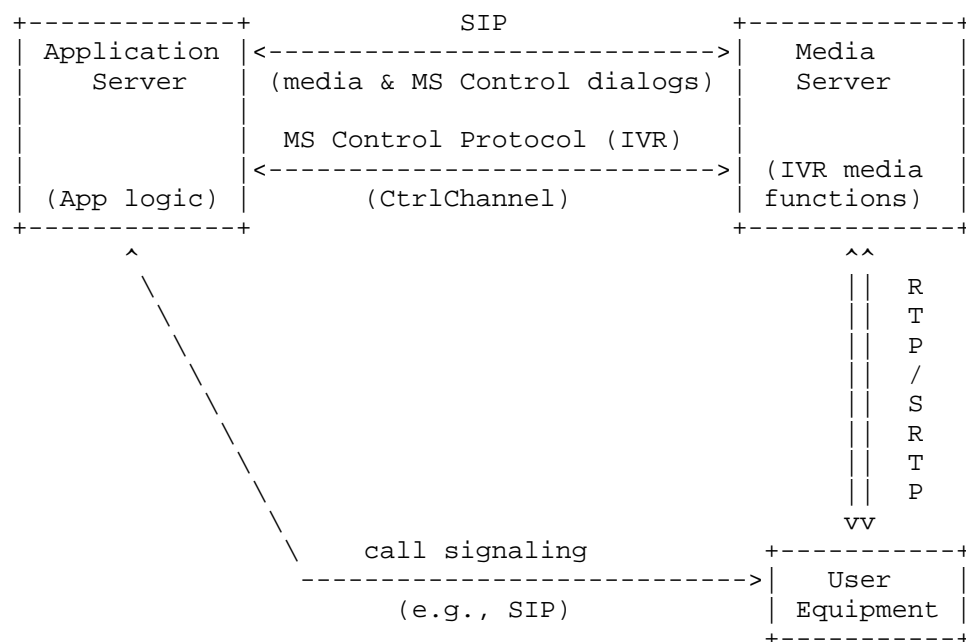 SIP
Application Media
Server (media & MS Control dialogs) Server
MS Control Protocol (IVR)
(IVR media
(App logic) (CtrlChannel) functions)
R
T
P
/
S
R
T
P
call signaling
User
(e.g., SIP) Equipment